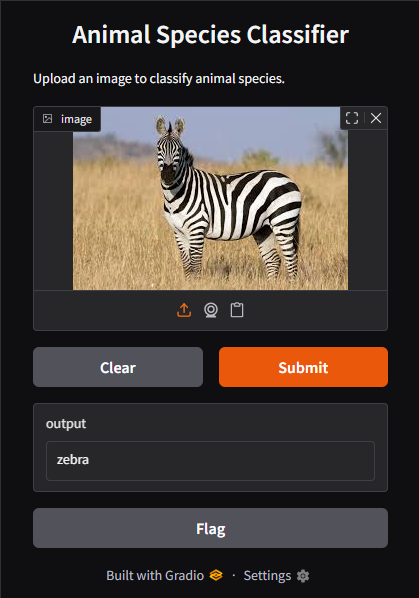 Animal Species Classifier
Upload an image to classify animal species.
image
Clear Submit
output
zebra
Flag
Built with Gradio · Settings